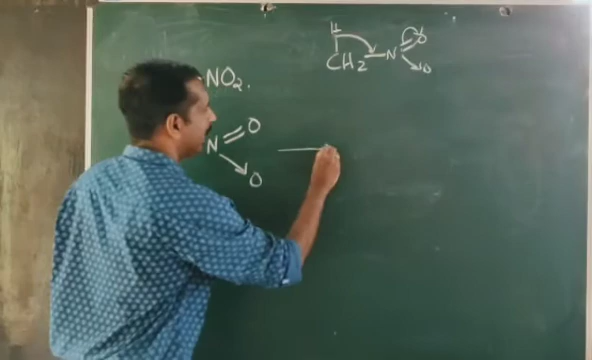 H
CH2-N=O
O
NO2.
N=O
O